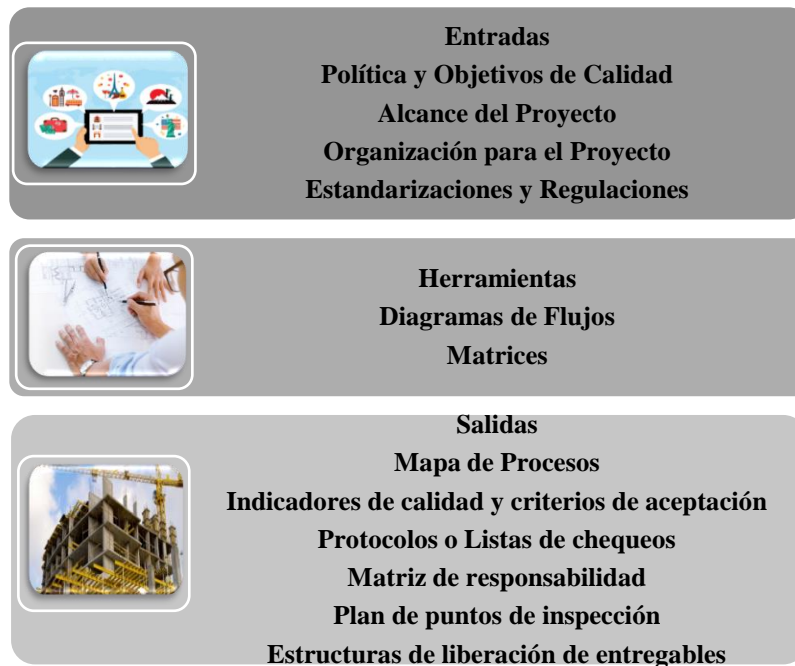 Entradas
Política y Objetivos de Calidad
Alcance del Proyecto
Organización para el Proyecto
Estandarizaciones y Regulaciones
Herramientas
Diagramas de Flujos
Matrices
Salidas
Mapa de Procesos
Indicadores de calidad y criterios de aceptación
Protocolos o Listas de chequeos
Matriz de responsabilidad
Plan de puntos de inspección
Estructuras de liberación de entregables